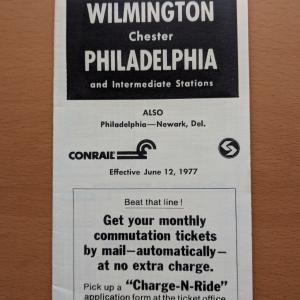 WILMINGTON
Chester
PHILADELPHIA
and Intermediate Stations
ALSO
Philadelphia—Newark, Del.
CONRAIL
S
Effective June 12, 1977
Beat that line!
Get your monthly
commutation tickets
by mail—automatically—
at no extra charge.
Pick up a "Charge-N-Ride"
application form at the ticket office